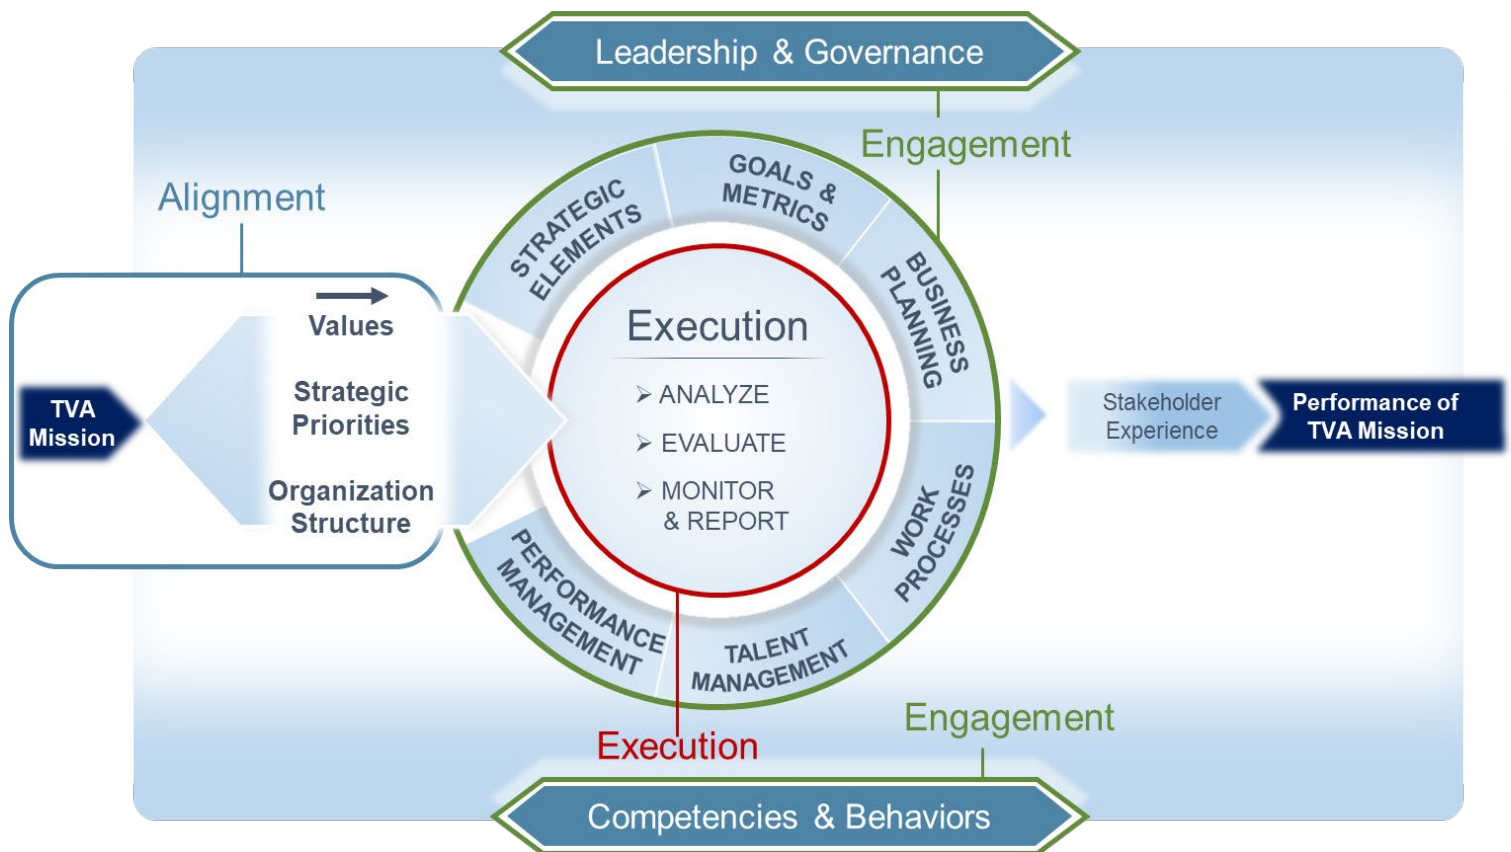 Leadership & Governance
Engagement
Alignment
STRATEGIC
ELEMENTS
GOALS &
METRICS
BUSINESS
PLANNING
WORK
PROCESSES
TALENT
MANAGEMENT
PERFORMANCE
MANAGEMENT
TVA
Mission
Values
Strategic
Priorities
Organization
Structure
Execution
➢ ANALYZE
➢ EVALUATE
➢ MONITOR
& REPORT
Stakeholder
Experience
Performance of
TVA Mission
Execution
Engagement
Competencies & Behaviors